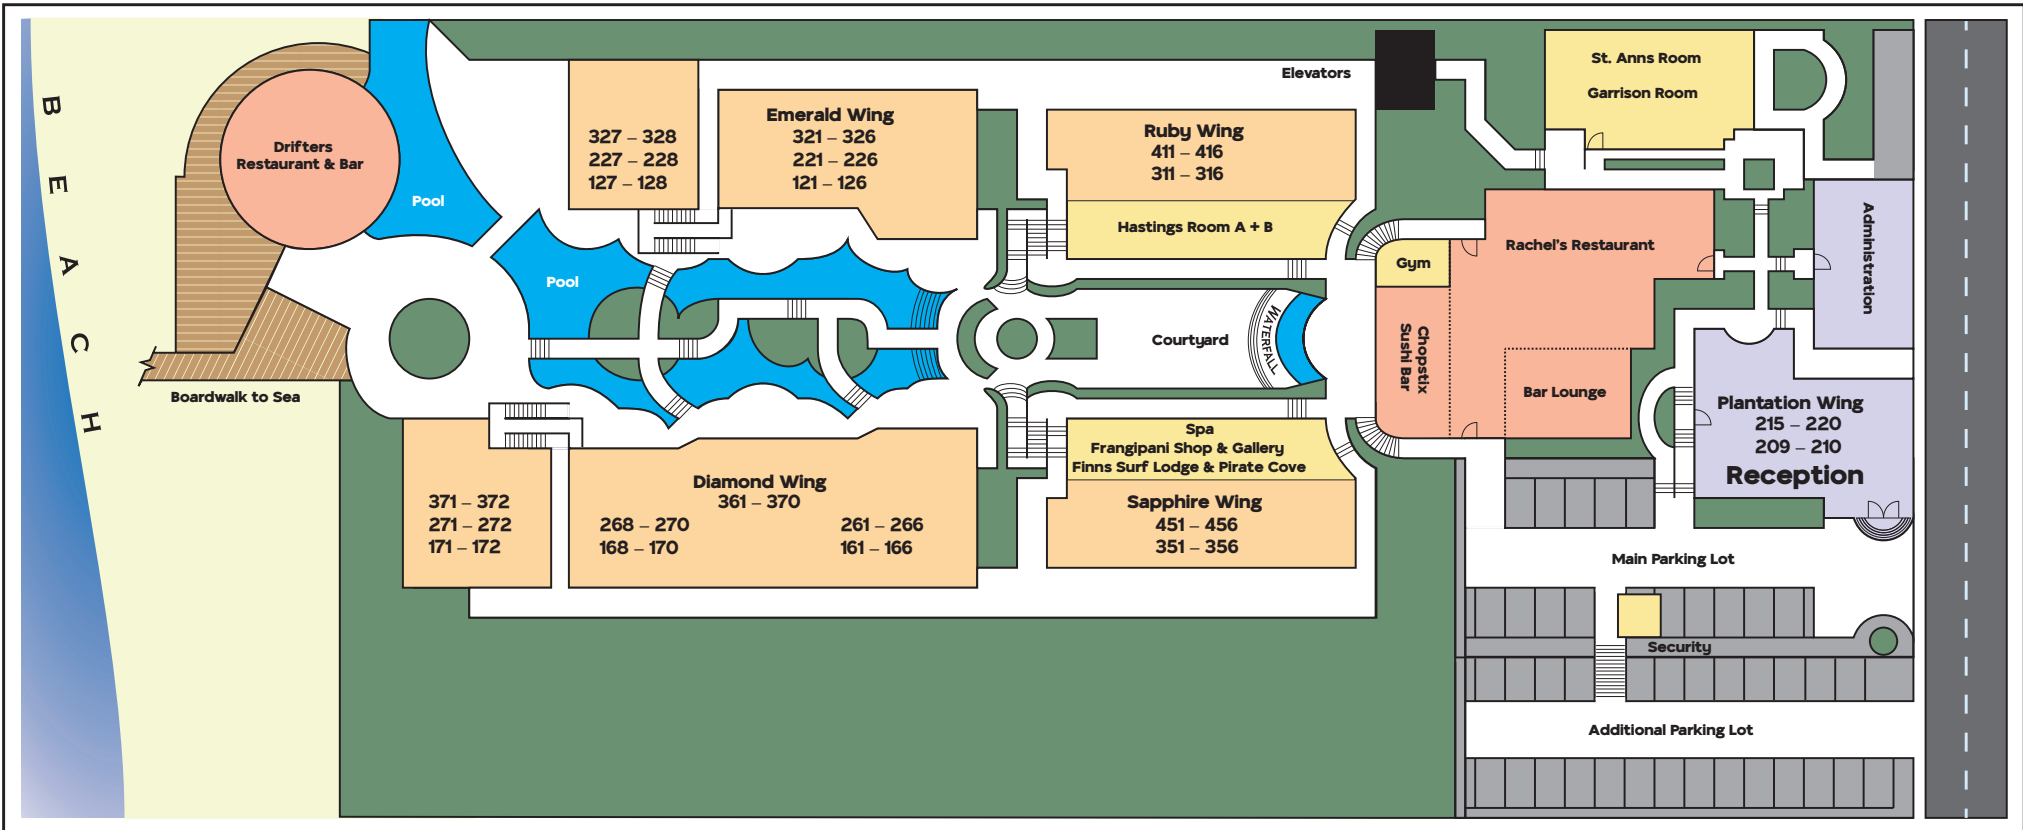 BEACH
Drifters
Restaurant & Bar
Boardwalk to Sea
Pool
Pool
327 – 328
227 – 228
127 – 128
Emerald Wing
321 – 326
221 – 226
121 – 126
371 – 372
271 – 272
171 – 172
Diamond Wing
361 – 370
268 – 270
168 – 170
261 – 266
161 – 166
Elevators
Ruby Wing
411 – 416
311 – 316
Hastings Room A + B
Courtyard
WATERFALL
Spa
Frangipani Shop & Gallery
Finns Surf Lodge & Pirate Cove
Sapphire Wing
451 – 456
351 – 356
St. Anns Room
Garrison Room
Gym
Rachel's Restaurant
Chopstix
Sushi Bar
Bar Lounge
Administration
Plantation Wing
215 – 220
209 – 210
Reception
Main Parking Lot
Security
Additional Parking Lot